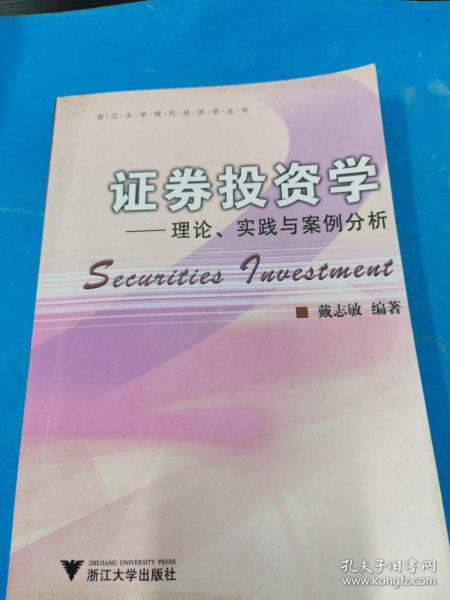 浙·江·大·学·现·代·经·济·学·丛·书
证券投资学
——理论、实践与案例分析
Securities Investment
■ 戴志敏 编著
ZHEJIANG UNIVERSITY PRESS
浙江大学出版社
孔夫子旧书网
www.kongfz.com